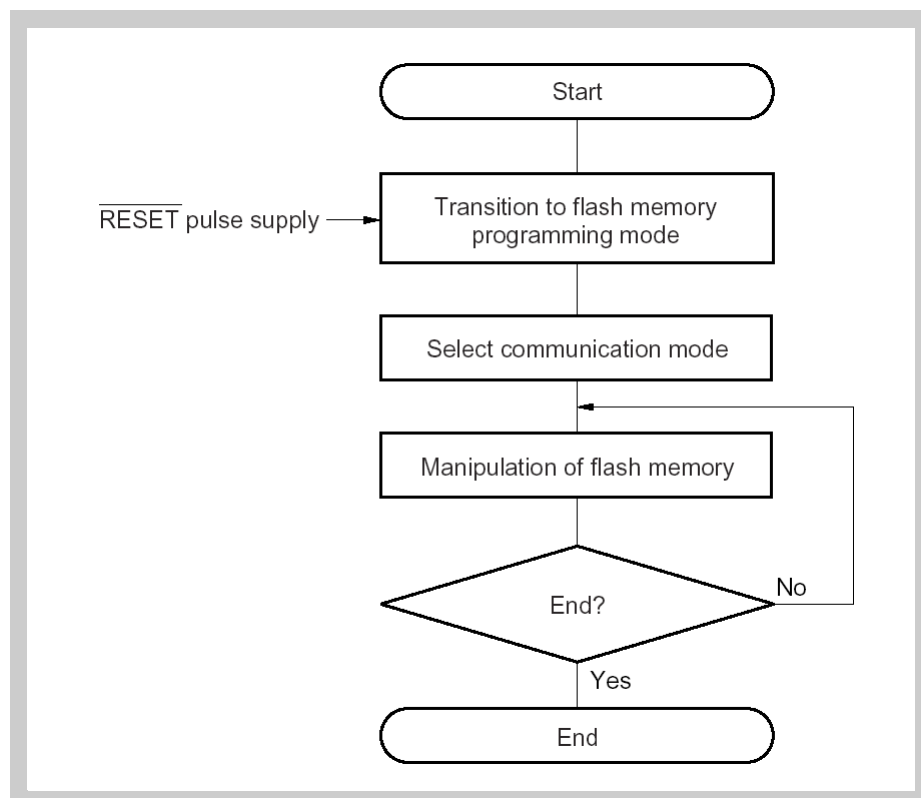 Start
RESET pulse supply
Transition to flash memory
programming mode
Select communication mode
Manipulation of flash memory
End?
No
Yes
End